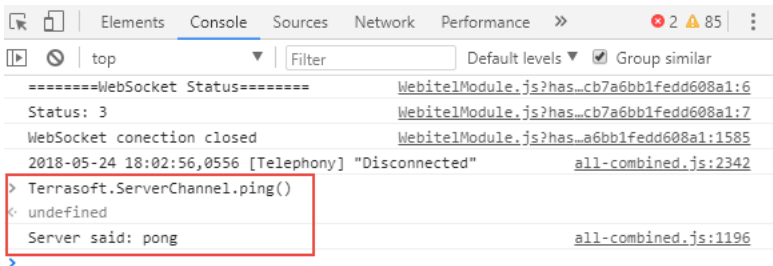 Elements Console Sources Network Performance » 2 85
top Filter Default levels Group similar
========WebSocket Status======== WebitelModule.js?has…cb7a6bb1fedd608a1:6
Status: 3 WebitelModule.js?has…cb7a6bb1fedd608a1:7
WebSocket conection closed WebitelModule.js?has…a6bb1fedd608a1:1585
2018-05-24 18:02:56,0556 [Telephony] "Disconnected" all-combined.js:2342
> Terrasoft.ServerChannel.ping()
undefined
Server said: pong all-combined.js:1196
>